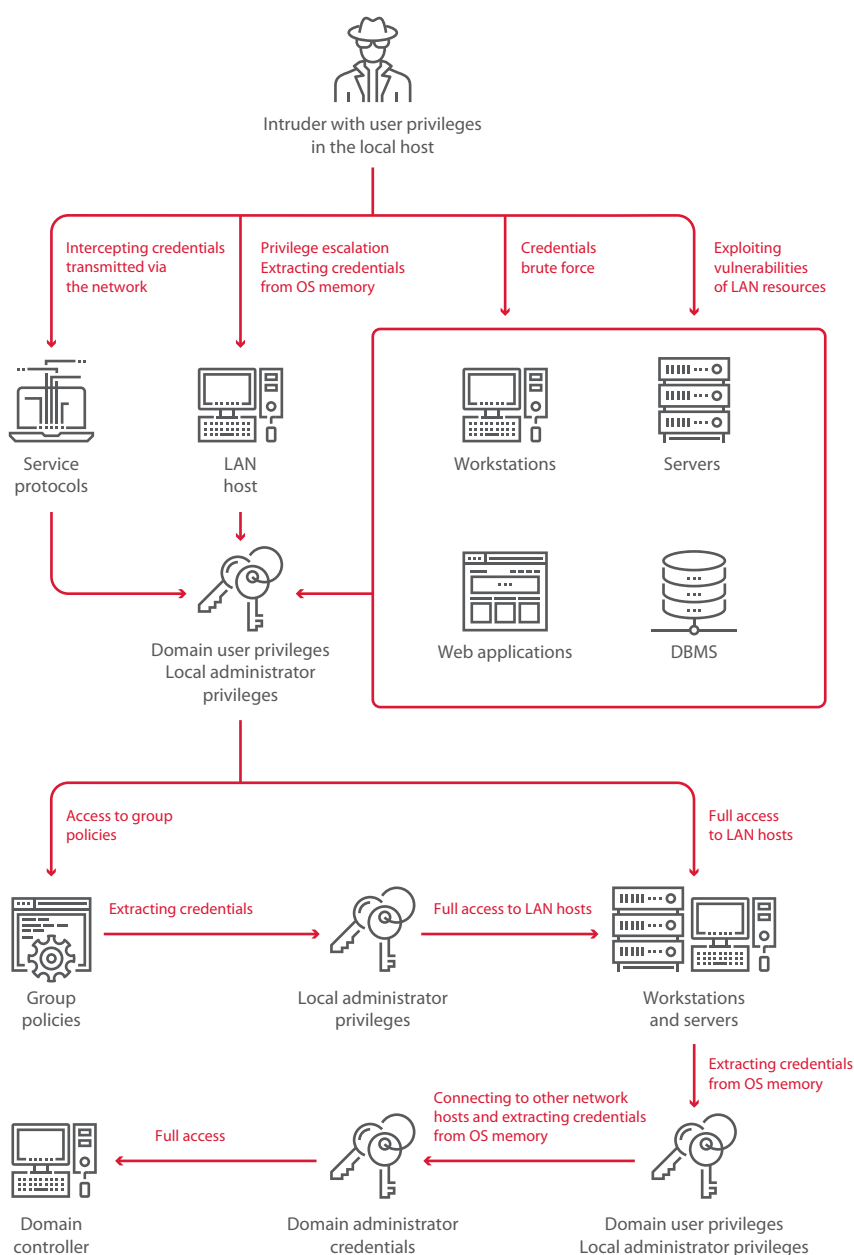 Intruder with user privileges
in the local host
Intercepting credentials
transmitted via
the network
Privilege escalation
Extracting credentials
from OS memory
Credentials
brute force
Exploiting
vulnerabilities
of LAN resources
Service
protocols
LAN
host
Workstations
Servers
Domain user privileges
Local administrator
privileges
Web applications
DBMS
Access to group
policies
Full access
to LAN hosts
Extracting credentials
Full access to LAN hosts
Group
policies
Local administrator
privileges
Workstations
and servers
Extracting credentials
from OS memory
Connecting to other network
hosts and extracting credentials
from OS memory
Full access
Domain
controller
Domain administrator
credentials
Domain user privileges
Local administrator privileges